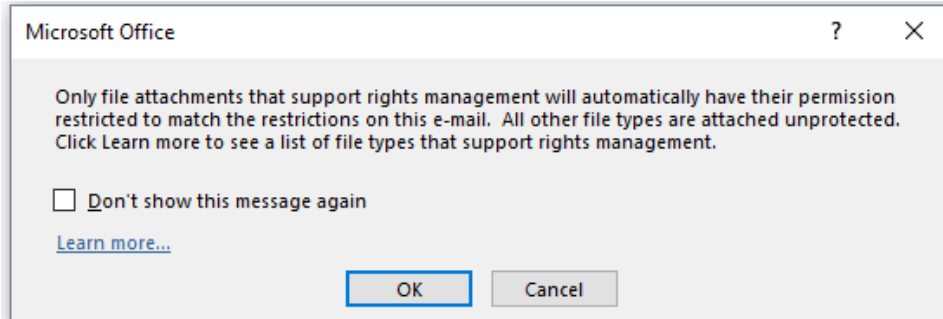 Microsoft Office
?
Only file attachments that support rights management will automatically have their permission
restricted to match the restrictions on this e-mail.  All other file types are attached unprotected.
Click Learn more to see a list of file types that support rights management.
Don't show this message again
Learn more...
OK
Cancel